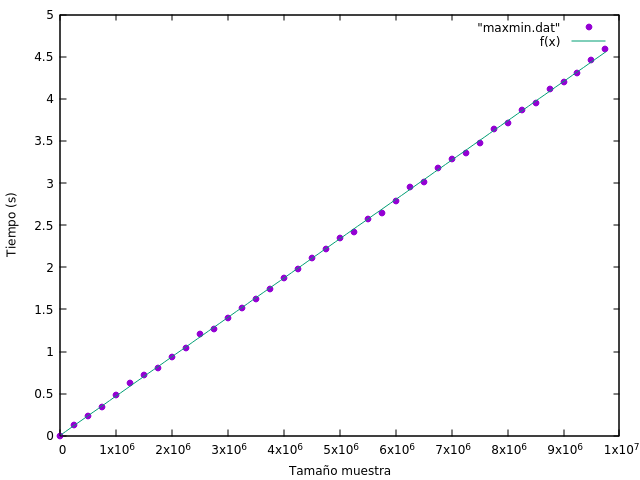 "maxmin.dat"
f(x)
5
4.5
4
3.5
3
2.5
2
1.5
1
0.5
0
Tiempo (s)
0 1x10⁶ 2x10⁶ 3x10⁶ 4x10⁶ 5x10⁶ 6x10⁶ 7x10⁶ 8x10⁶ 9x10⁶ 1x10⁷
Tamaño muestra